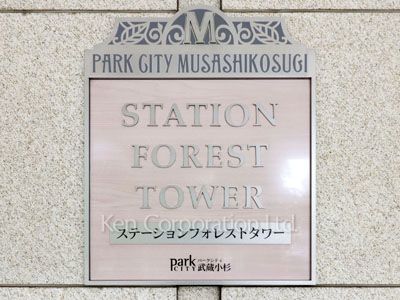 M
PARK CITY MUSASHIKOSUGI
STATION
FOREST
TOWER
Ken Corporation Ltd.
ステーションフォレストタワー
park CITY パークシティ 武蔵小杉